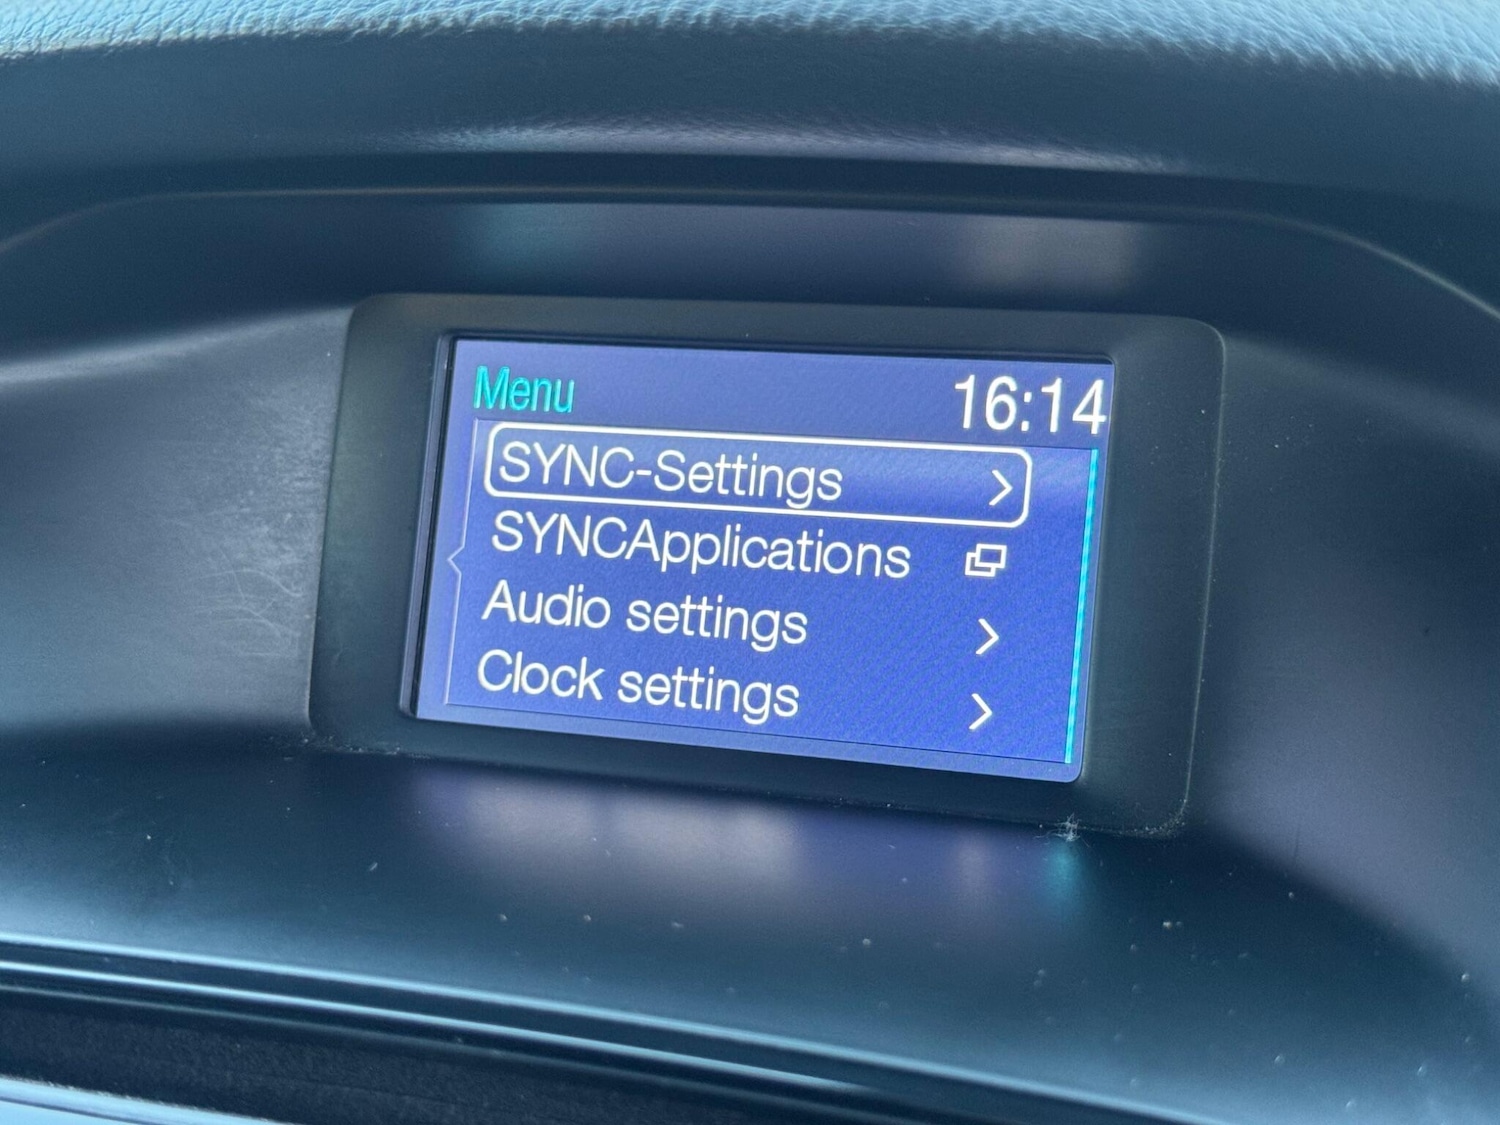 Menu 16:14
SYNC-Settings
SYNCApplications
Audio settings
Clock settings